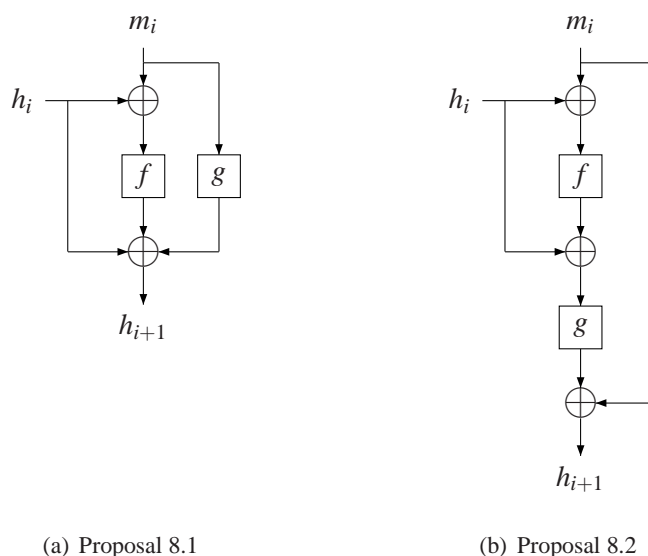 m_i m_i
h_i h_i
f g f
h_{i+1} g
h_{i+1}
(a) Proposal 8.1 (b) Proposal 8.2